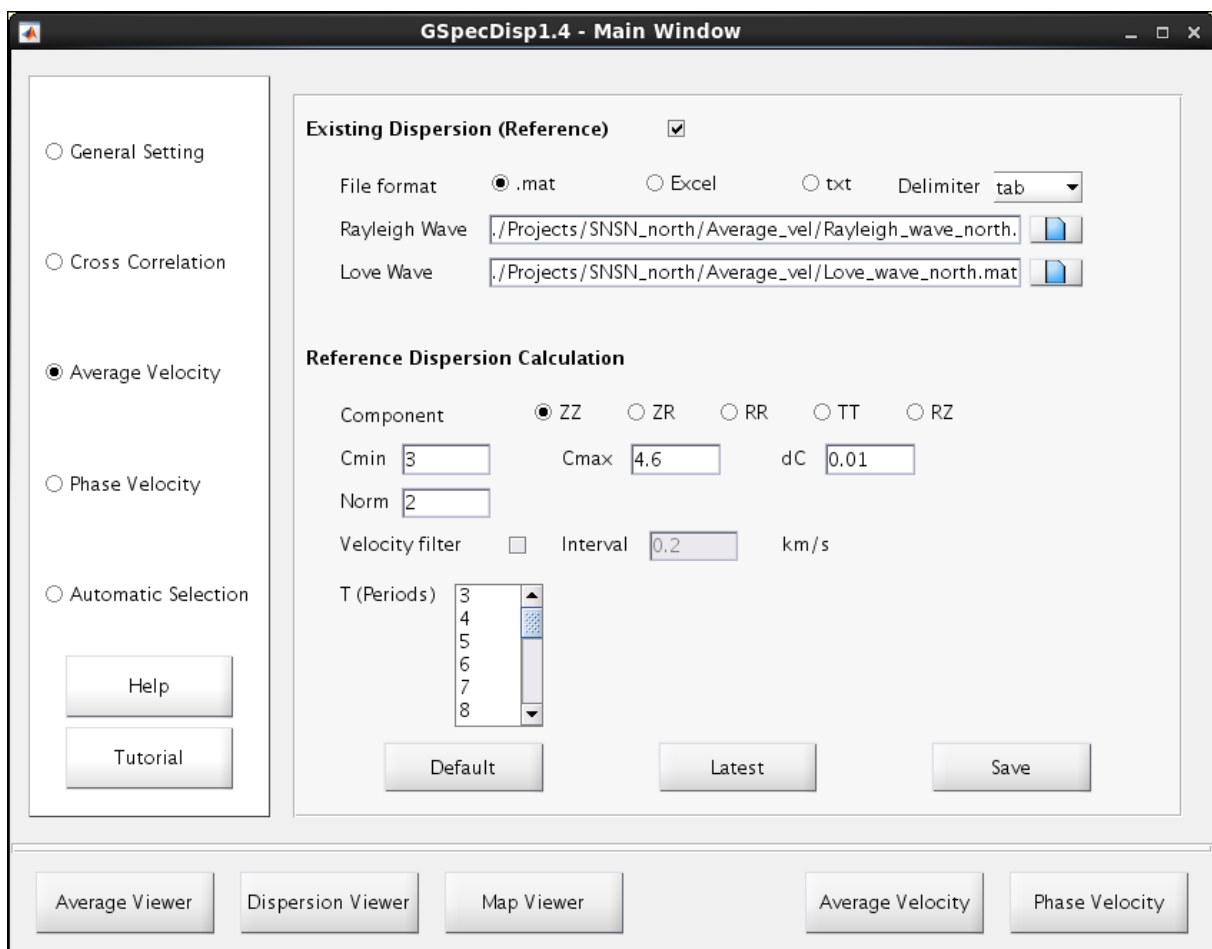 GSpecDisp1.4 - Main Window
General Setting
Cross Correlation
Average Velocity
Phase Velocity
Automatic Selection
Help
Tutorial
Existing Dispersion (Reference)
File format .mat Excel txt Delimiter tab
Rayleigh Wave ./Projects/SNSN_north/Average_vel/Rayleigh_wave_north.
Love Wave ./Projects/SNSN_north/Average_vel/Love_wave_north.mat
Reference Dispersion Calculation
Component ZZ ZR RR TT RZ
Cmin 3 Cmax 4.6 dC 0.01
Norm 2
Velocity filter Interval 0.2 km/s
T (Periods) 3
4
5
6
7
8
Default Latest Save
Average Viewer Dispersion Viewer Map Viewer Average Velocity Phase Velocity